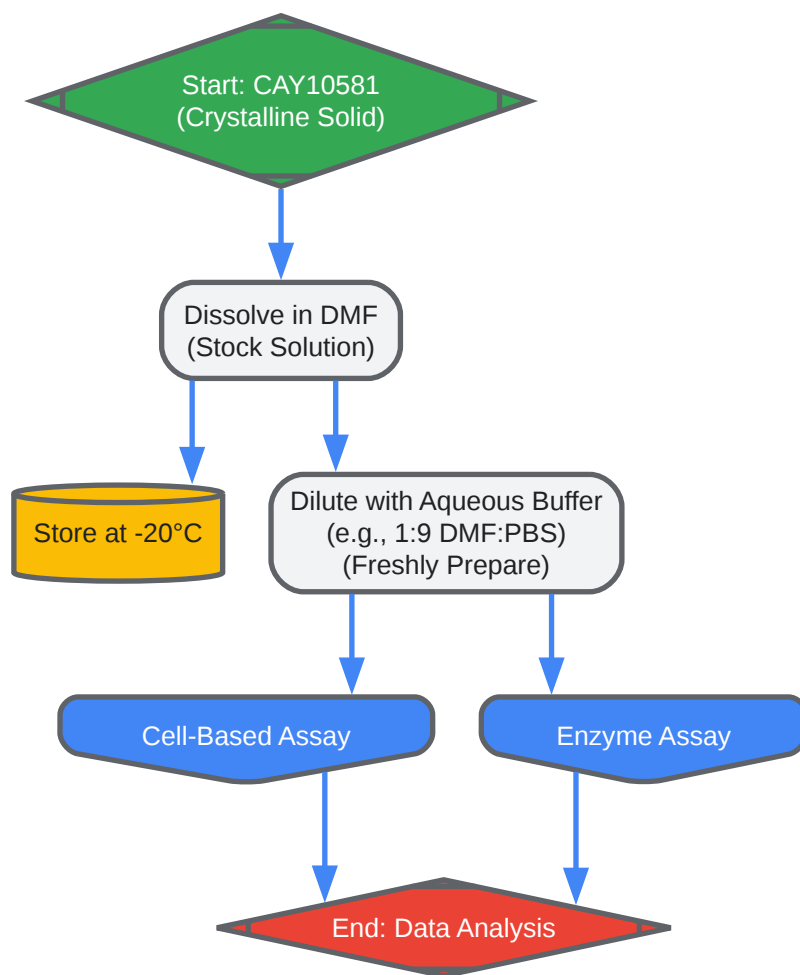 Start: CAY10581
(Crystalline Solid)
Dissolve in DMF
(Stock Solution)
Store at -20°C
Dilute with Aqueous Buffer
(e.g., 1:9 DMF:PBS)
(Freshly Prepare)
Cell-Based Assay
Enzyme Assay
End: Data Analysis